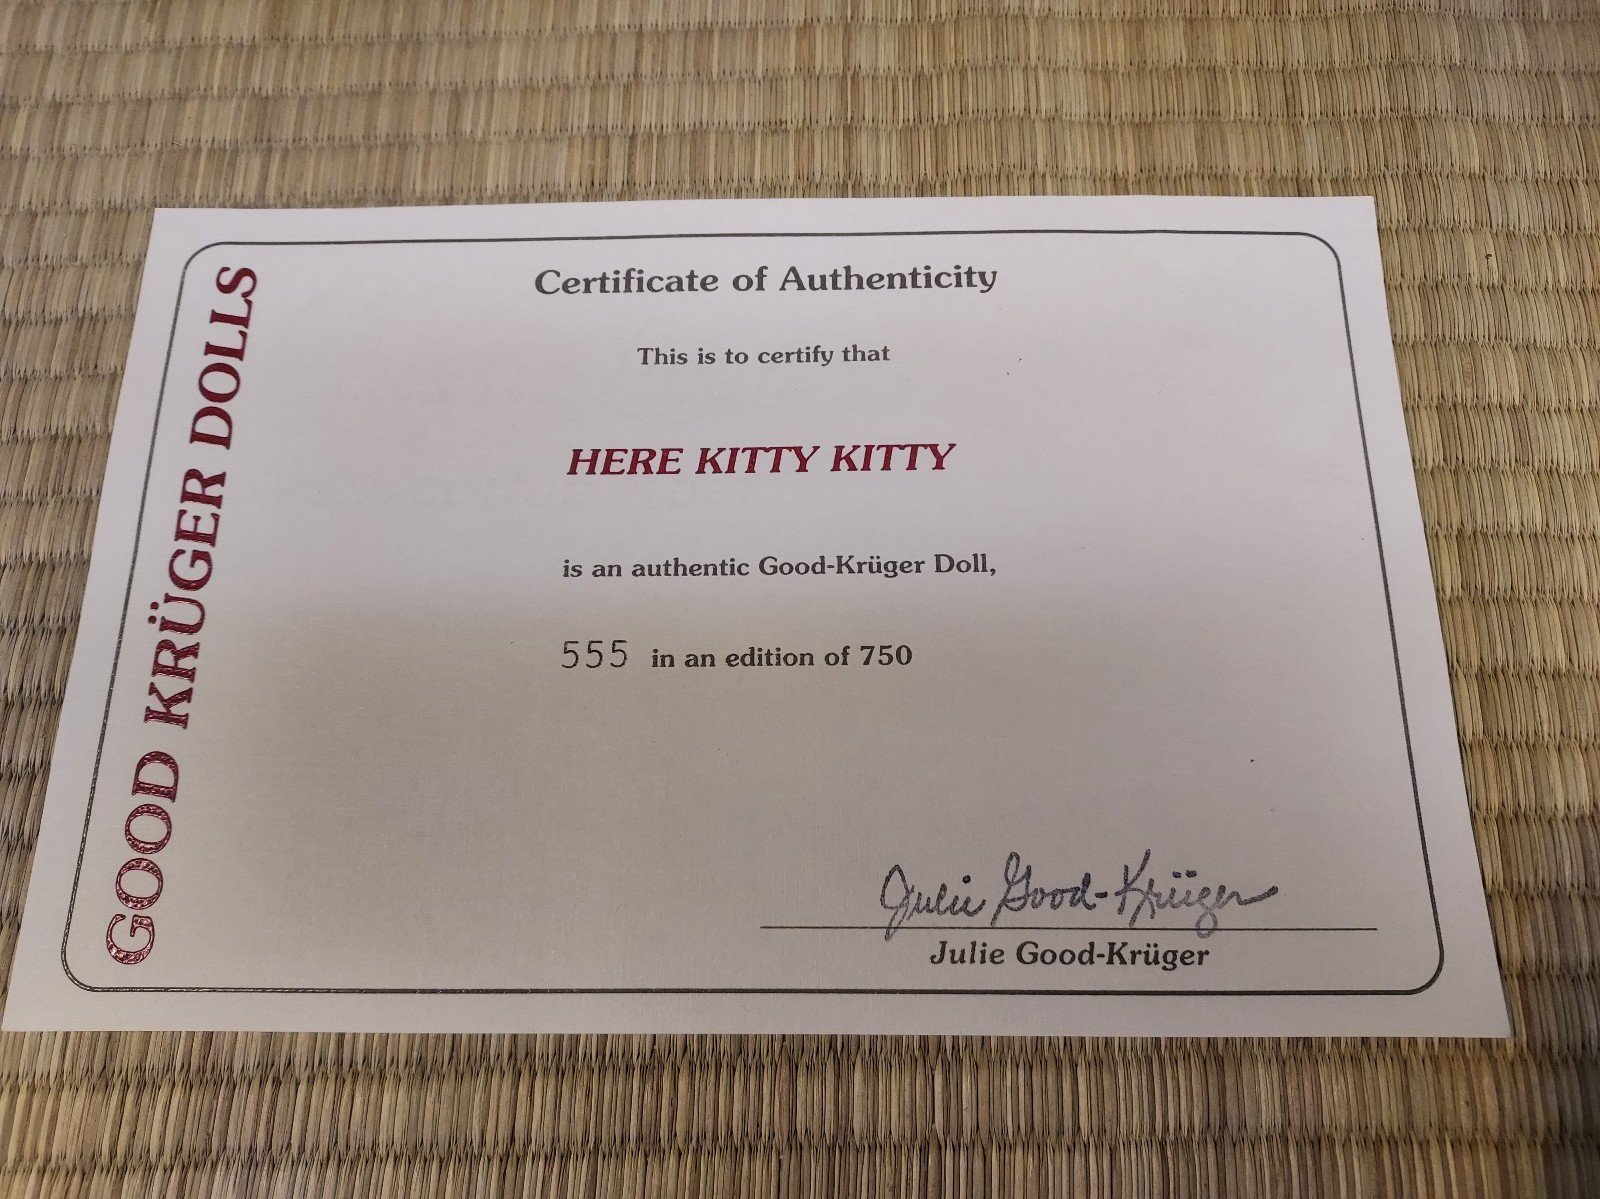 GOOD KRÜGER DOLLS
Certificate of Authenticity
This is to certify that
HERE KITTY KITTY
is an authentic Good-Krüger Doll,
555 in an edition of 750
Julie Good-Krüger
Julie Good-Krüger